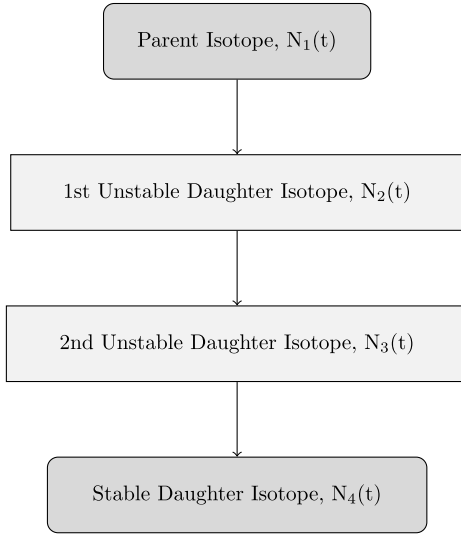 Parent Isotope, N₁(t)
1st Unstable Daughter Isotope, N₂(t)
2nd Unstable Daughter Isotope, N₃(t)
Stable Daughter Isotope, N₄(t)